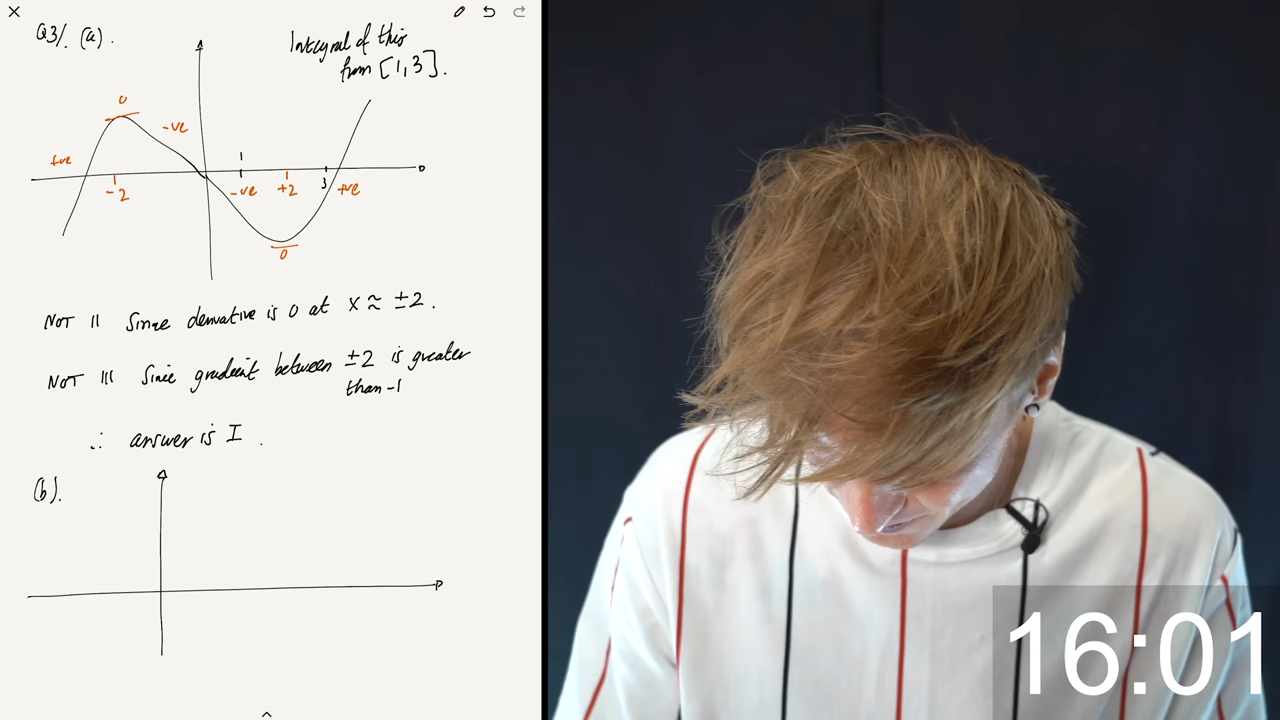 Q3/. (a).
Integral of this
from [1,3].
0
-ve
+ve
1
-2
-ve
+2
3
+ve
0
NOT II Since derivative is 0 at x ≈ ±2.
NOT III Since gradient between ±2 is greater
than -1
∴ answer is I.
(b).
16:01